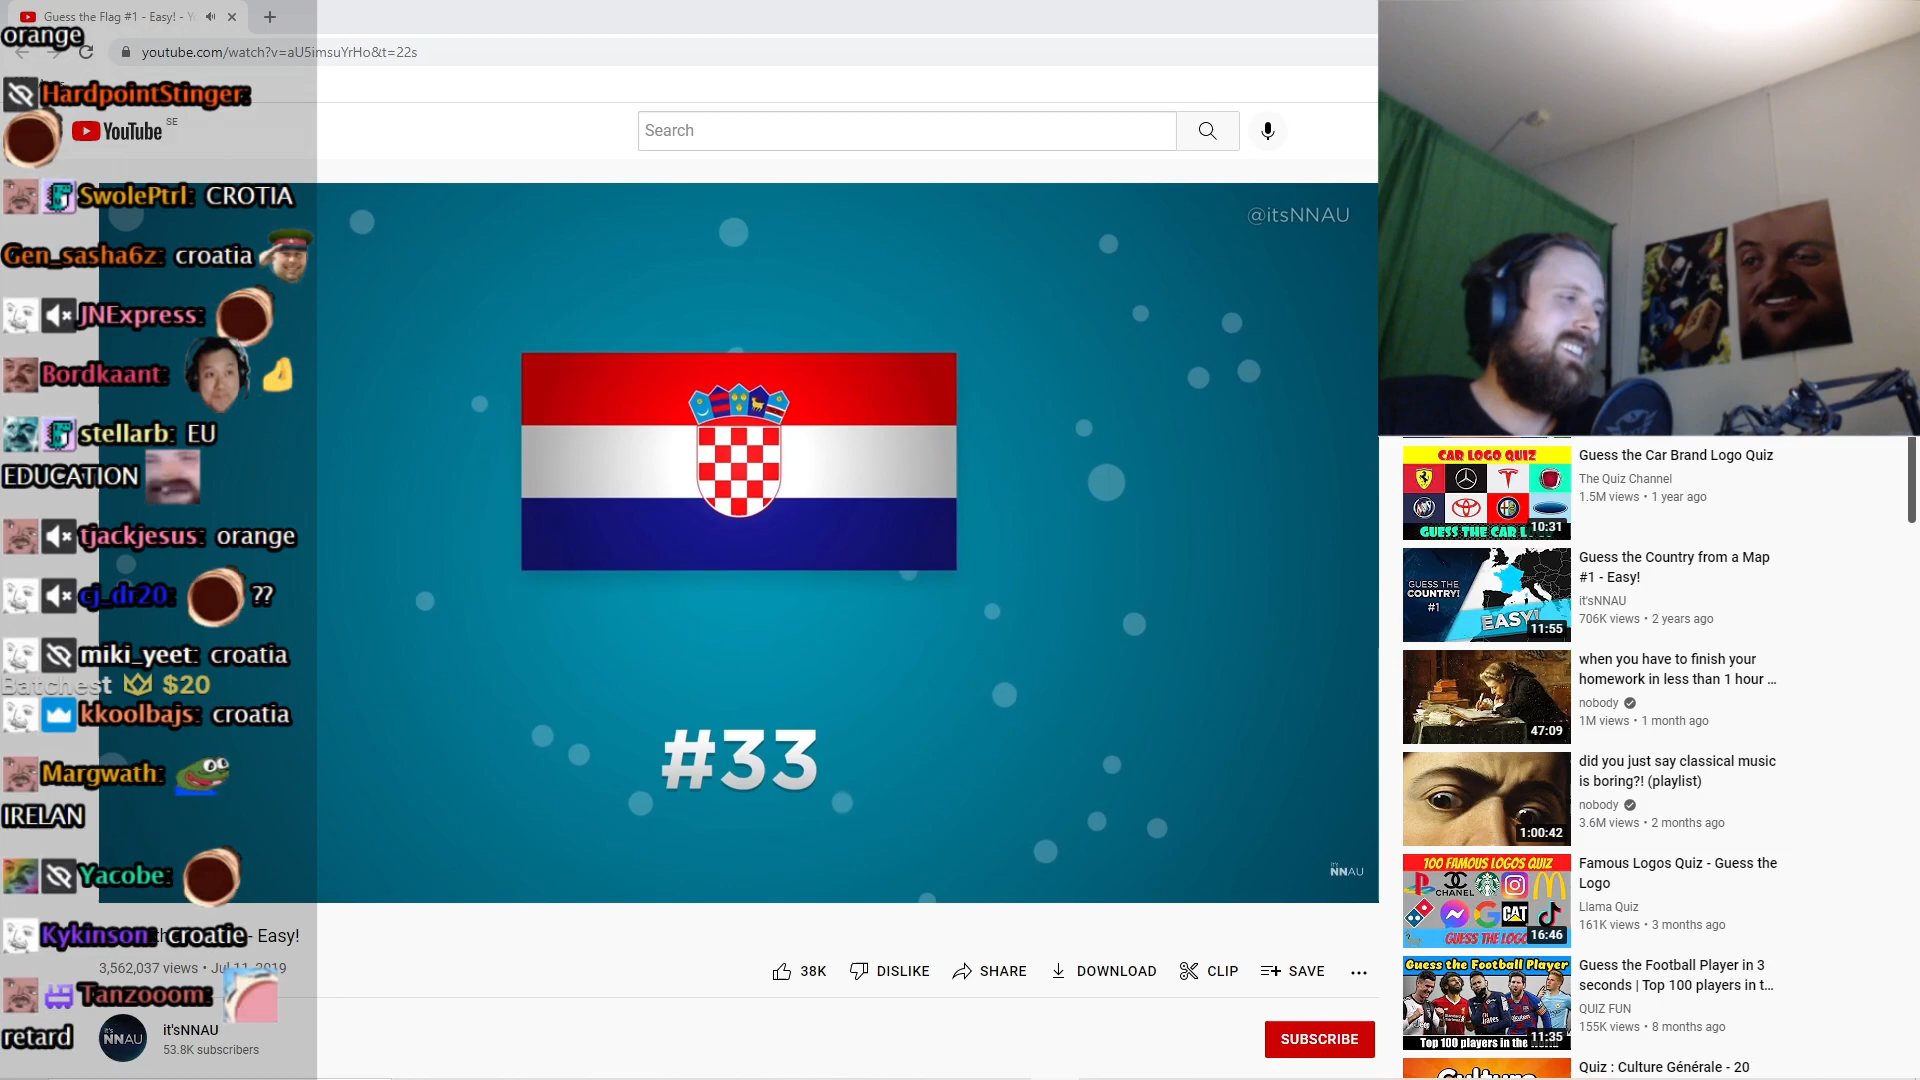 Guess the Flag #1 - Easy! - Y
youtube.com/watch?v=aU5imsuYrHo&t=22s
orange
HardpointStinger:
YouTube SE
Search
SwolePtrl: CROTIA
Gen_sasha6z: croatia
JNExpress:
Bordkaant:
stellarb: EU
EDUCATION
tjackjesus: orange
cj_dr20: ??
miki_yeet: croatia
Batchest $20
kkoolbajs: croatia
Margwath:
IRELAN
Yacobe:
Kykinson: croatie
Tanzooom:
retard
@itsNNAU
#33
it's
NNAU
- Easy!
3,562,037 views • Jul 11, 2019
38K
DISLIKE
SHARE
DOWNLOAD
CLIP
SAVE
it's
NNAU
it'sNNAU
53.8K subscribers
SUBSCRIBE
CAR LOGO QUIZ
GUESS THE CAR L
10:31
Guess the Car Brand Logo Quiz
The Quiz Channel
1.5M views • 1 year ago
GUESS THE
COUNTRY!
#1
EASY!
11:55
Guess the Country from a Map
#1 - Easy!
it'sNNAU
706K views • 2 years ago
47:09
when you have to finish your
homework in less than 1 hour ...
nobody
1M views • 1 month ago
1:00:42
did you just say classical music
is boring?! (playlist)
nobody
3.6M views • 2 months ago
100 FAMOUS LOGOS QUIZ
CHANEL
CAT
GUESS THE LOGO
16:46
Famous Logos Quiz - Guess the
Logo
Llama Quiz
161K views • 3 months ago
Guess the Football Player
Top 100 players in the
11:35
Guess the Football Player in 3
seconds | Top 100 players in t...
QUIZ FUN
155K views • 8 months ago
Culture
Quiz : Culture Générale - 20